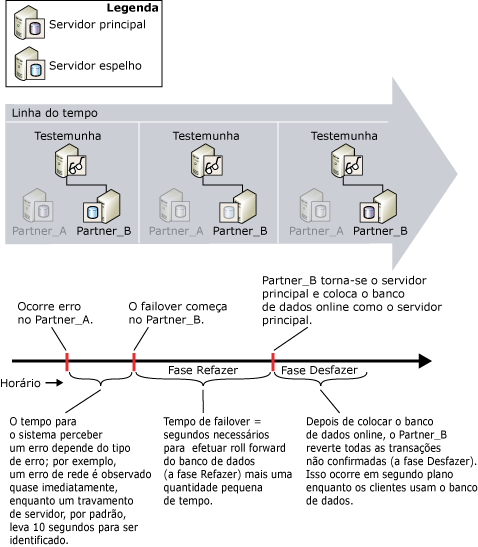 Legenda
Servidor principal
Servidor espelho
Linha do tempo
Testemunha
Partner_A
Partner_B
Testemunha
Partner_A
Partner_B
Testemunha
Partner_A
Partner_B
Ocorre erro
no Partner_A.
O failover começa
no Partner_B.
Partner_B torna-se o servidor
principal e coloca o banco
de dados online como o servidor
principal.
Fase Refazer
Fase Desfazer
Horário
O tempo para
o sistema perceber
um erro depende do tipo
de erro; por exemplo,
um erro de rede é observado
quase imediatamente,
enquanto um travamento
de servidor, por padrão,
leva 10 segundos para ser
identificado.
Tempo de failover =
segundos necessários
para efetuar roll forward
do banco de dados
(a fase Refazer) mais uma
quantidade pequena
de tempo.
Depois de colocar o banco
de dados online, o Partner_B
reverte todas as transações
não confirmadas (a fase Desfazer).
Isso ocorre em segundo plano
enquanto os clientes usam o banco
de dados.